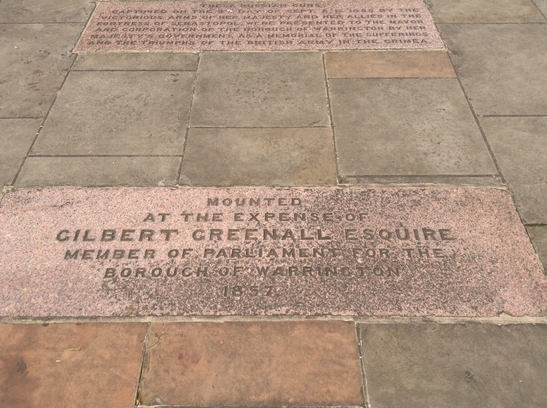 THESE RUSSIAN GUNS
CAPTURED ON THE 9TH DAY OF SEPT A.D. 1855 BY THE
VICTORIOUS ARMS OF HER MAJESTY AND HER ALLIES IN THE
FORTRESS OF SEBASTOPOL WERE PRESENTED TO THE MAYOR
AND CORPORATION OF THE BOROUGH OF WARRINGTON BY HER
MAJESTY'S GOVERNMENT, AS A MEMORIAL OF THE SUFFERINGS
AND THE TRIUMPHS OF THE BRITISH ARMY IN THE CRIMEA.
MOUNTED
AT THE EXPENSE OF
GILBERT GREENALL ESQUIRE
MEMBER OF PARLIAMENT FOR THE
BOROUGH OF WARRINGTON
1857